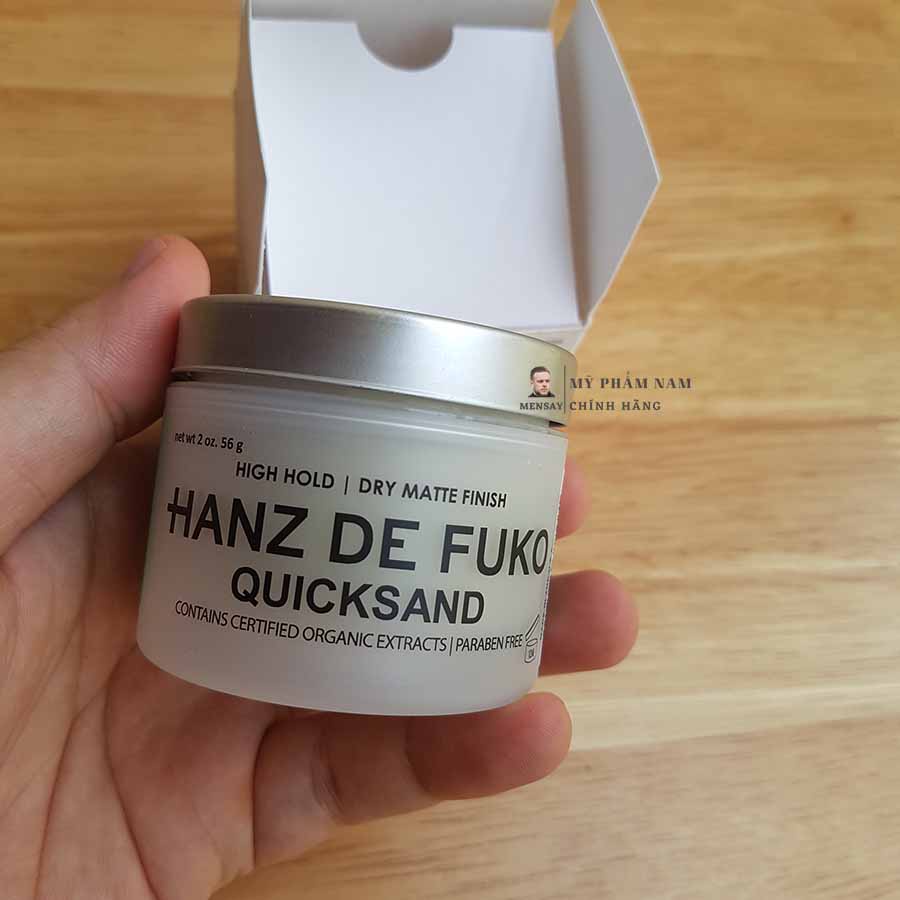 net wt 2 oz. 56 g
HIGH HOLD | DRY MATTE FINISH
HANZ DE FUKO
QUICKSAND
CONTAINS CERTIFIED ORGANIC EXTRACTS | PARABEN FREE
MENSAY
MỸ PHẨM NAM
CHÍNH HÃNG